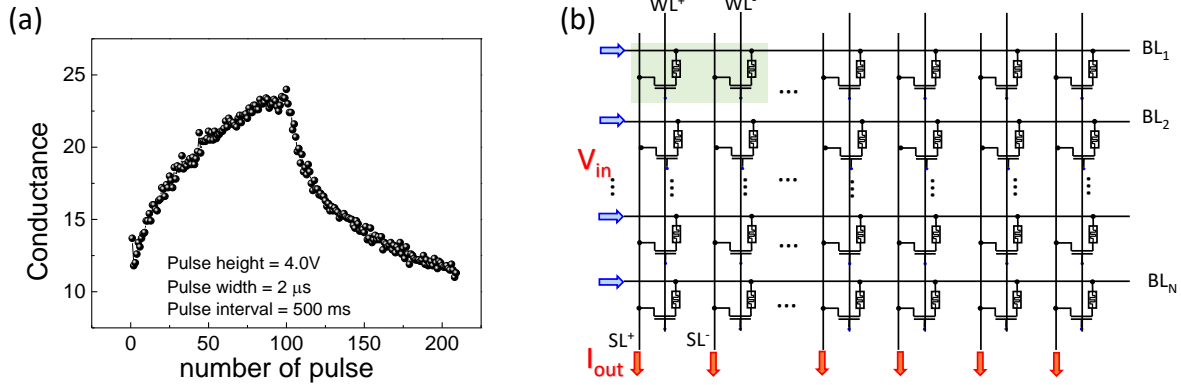 (a)
Conductance
25
20
15
10
Pulse height = 4.0V
Pulse width = 2 μs
Pulse interval = 500 ms
0 50 100 150 200
number of pulse
(b)
WL+ WL-
BL1
BL2
Vin
BLN
SL+ SL-
Iout